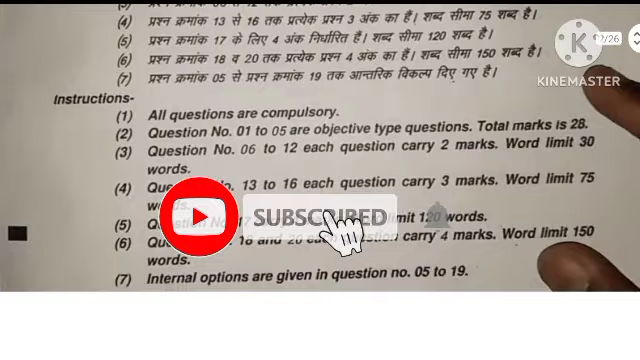 (4) प्रश्न क्रमांक 13 से 16 तक प्रत्येक प्रश्न 3 अंक का हैं। शब्द सीमा 75 शब्द है।
(5) प्रश्न क्रमांक 17 के लिए 4 अंक निर्धारित हैं। शब्द सीमा 120 शब्द है।
(6) प्रश्न क्रमांक 18 व 20 तक प्रत्येक प्रश्न 4 अंक का हैं। शब्द सीमा 150 शब्द है।
(7) प्रश्न क्रमांक 05 से प्रश्न क्रमांक 19 तक आन्तरिक विकल्प दिए गए है।
/26
KINEMASTER
Instructions-
(1) All questions are compulsory.
(2) Question No. 01 to 05 are objective type questions. Total marks is 28.
(3) Question No. 06 to 12 each question carry 2 marks. Word limit 30
words.
(4) 13 to 16 each question carry 3 marks. Word limit 75
(5) limit 120 words.
(6) 18 and 20 each question carry 4 marks. Word limit 150
words.
(7) Internal options are given in question no. 05 to 19.
SUBSCRIBED